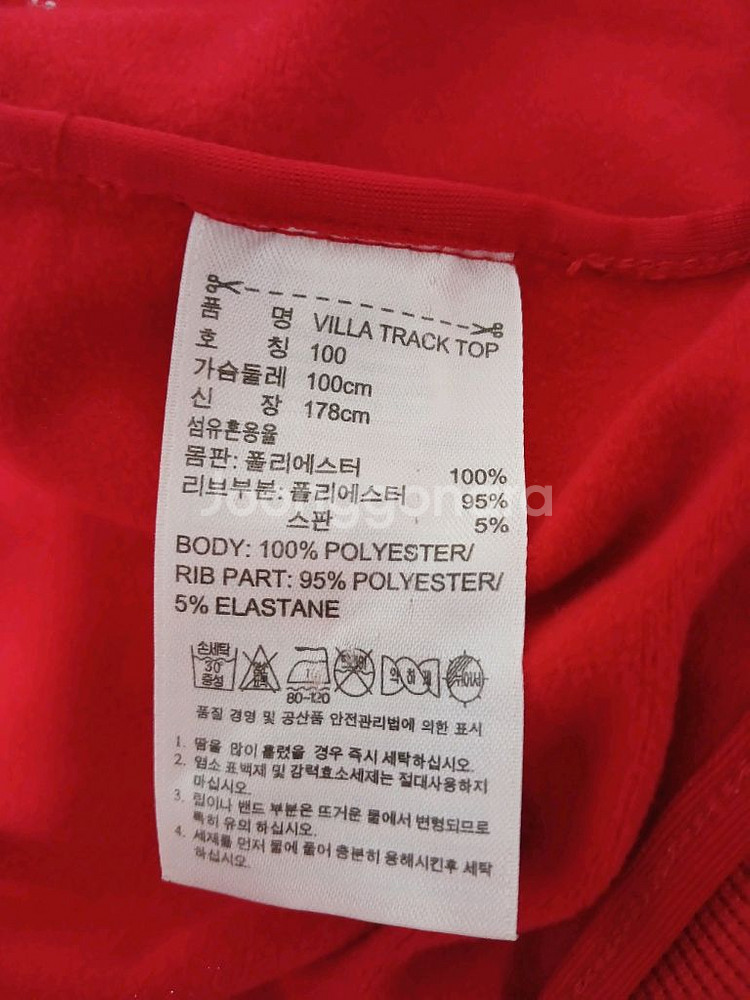 품 명 VILLA TRACK TOP
호 칭 100
가슴둘레 100cm
신 장 178cm
섬유혼용율
몸판: 폴리에스터 100%
리브부분: 폴리에스터 95%
스판 5%
BODY: 100% POLYESTER/
RIB PART: 95% POLYESTER/
5% ELASTANE
손세탁
30
중성
80~120
약하게
품질 경영 및 공산품 안전관리법에 의한 표시
1. 땀을 많이 흘렸을 경우 즉시 세탁하십시오.
2. 염소 표백제 및 강력효소세제는 절대사용하지
마십시오.
3. 립이나 밴드 부분은 뜨거운 물에서 변형되므로
특히 유의 하십시오.
4. 세제를 먼저 물에 풀어 충분히 용해시킨후 세탁
하십시오.